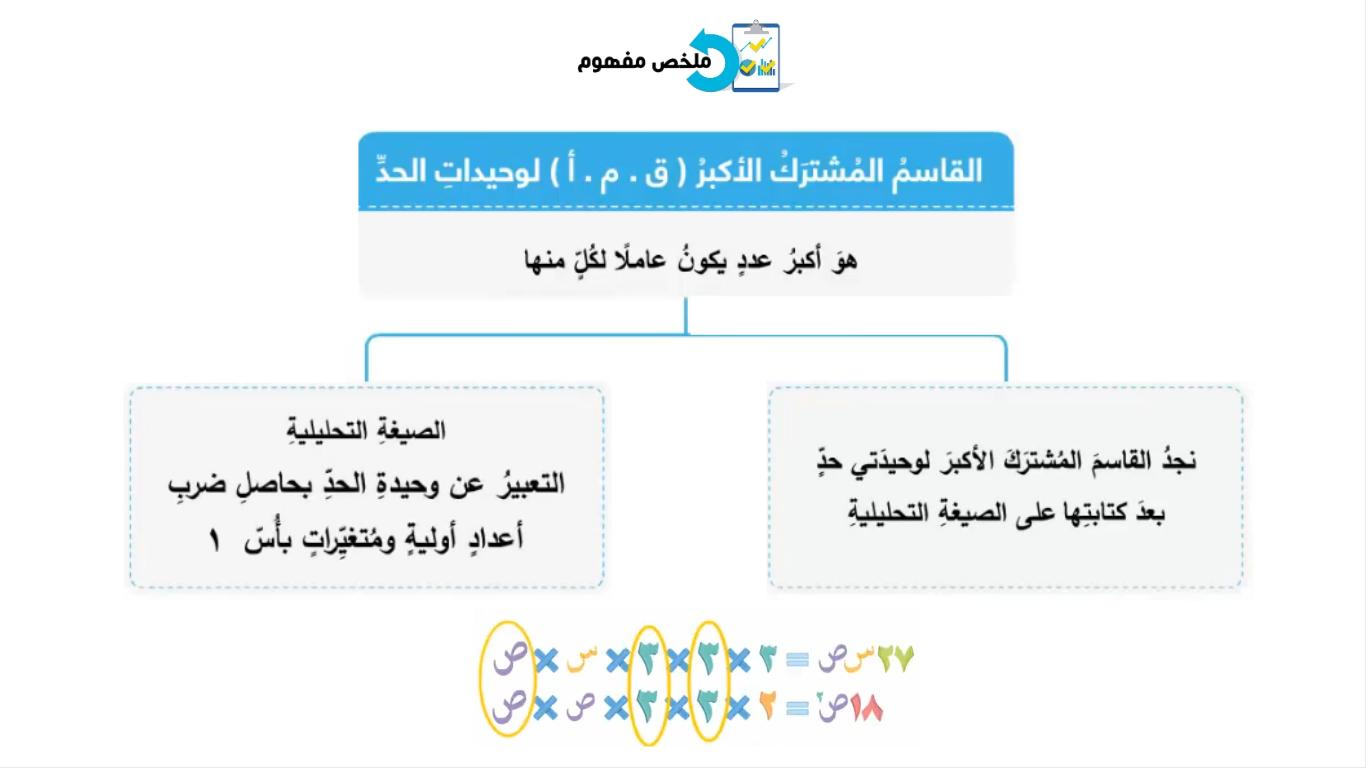 ملخص مفهوم
القاسمُ المُشترَكُ الأكبرُ ( ق . م . أ ) لوحيداتِ الحدِّ
هوَ أكبرُ عددٍ يكونُ عاملًا لكُلٍّ منها
نجدُ القاسمَ المُشترَكَ الأكبرَ لوحيدَتي حدٍّ
بعدَ كتابتِها على الصيغةِ التحليليةِ
الصيغةِ التحليليةِ
التعبيرُ عن وحيدةِ الحدِّ بحاصلِ ضربِ
أعدادٍ أوليةٍ ومُتغيِّراتٍ بأُسّ ١
٢٧س ص = ٣ × ٣ × ٣ × س × ص
١٨ص٢ = ٢ × ٣ × ٣ × ص × ص